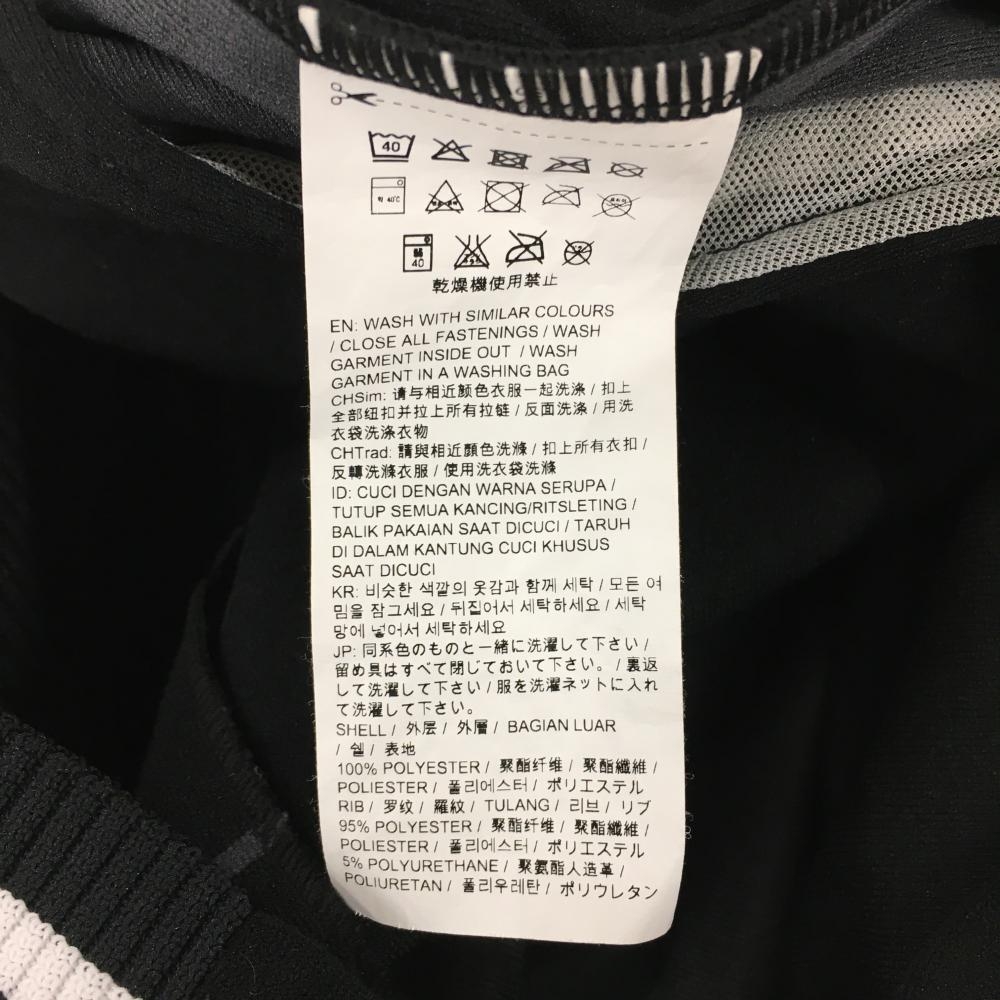 40
약 40℃
40
乾燥機使用禁止
EN: WASH WITH SIMILAR COLOURS
/ CLOSE ALL FASTENINGS / WASH
GARMENT INSIDE OUT / WASH
GARMENT IN A WASHING BAG
CHSim: 请与相近颜色衣服一起洗涤 / 扣上
全部纽扣并拉上所有拉链 / 反面洗涤 / 用洗
衣袋洗涤衣物
CHTrad: 請與相近顏色洗滌 / 扣上所有衣扣 /
反轉洗滌衣服 / 使用洗衣袋洗滌
ID: CUCI DENGAN WARNA SERUPA /
TUTUP SEMUA KANCING/RITSLETING /
BALIK PAKAIAN SAAT DICUCI / TARUH
DI DALAM KANTUNG CUCI KHUSUS
SAAT DICUCI
KR: 비슷한 색깔의 옷감과 함께 세탁 / 모든 여
밈을 잠그세요 / 뒤집어서 세탁하세요 / 세탁
망에 넣어서 세탁하세요
JP: 同系色のものと一緒に洗濯して下さい /
留め具はすべて閉じておいて下さい。 / 裏返
して洗濯して下さい / 服を洗濯ネットに入れ
て洗濯して下さい。
SHELL / 外层 / 外層 / BAGIAN LUAR
/ 쉘 / 表地
100% POLYESTER / 聚酯纤维 / 聚酯纖維 /
POLIESTER / 폴리에스터 / ポリエステル
RIB / 罗纹 / 羅紋 / TULANG / 리브 / リブ
95% POLYESTER / 聚酯纤维 / 聚酯纖維 /
POLIESTER / 폴리에스터 / ポリエステル
5% POLYURETHANE / 聚氨酯人造革 /
POLIURETAN / 폴리우레탄 / ポリウレタン